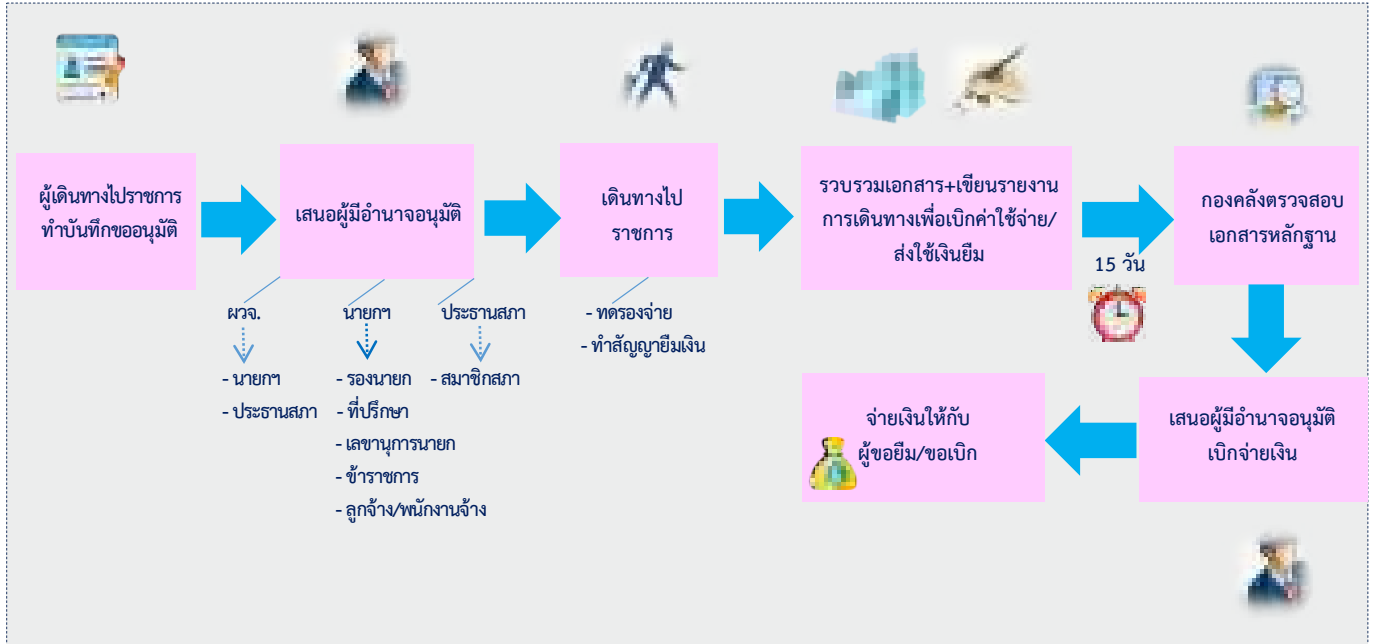 ผู้เดินทางไปราชการ
ทำบันทึกขออนุมัติ
เสนอผู้มีอำนาจอนุมัติ
ผวจ.
- นายกฯ
- ประธานสภา
นายกฯ
- รองนายก
- ที่ปรึกษา
- เลขานุการนายก
- ข้าราชการ
- ลูกจ้าง/พนักงานจ้าง
ประธานสภา
- สมาชิกสภา
เดินทางไป
ราชการ
- ทดรองจ่าย
- ทำสัญญายืมเงิน
รวบรวมเอกสาร+เขียนรายงาน
การเดินทางเพื่อเบิกค่าใช้จ่าย/
ส่งใช้เงินยืม
15 วัน
กองคลังตรวจสอบ
เอกสารหลักฐาน
เสนอผู้มีอำนาจอนุมัติ
เบิกจ่ายเงิน
จ่ายเงินให้กับ
ผู้ขอยืม/ขอเบิก